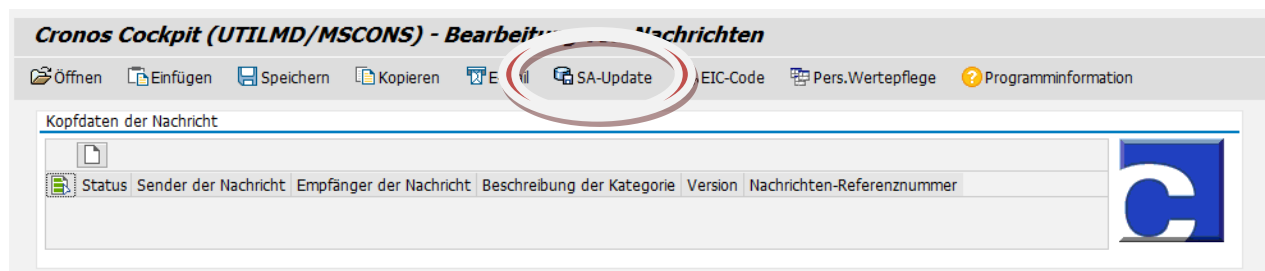 Cronos Cockpit (UTILMD/MSCONS) - Nachrichten
Öffnen Einfügen Speichern Kopieren SA-Update EIC-Code Pers.Wertepflege Programminformation
Kopfdaten der Nachricht
Status Sender der Nachricht Empfänger der Nachricht Beschreibung der Kategorie Version Nachrichten-Referenznummer